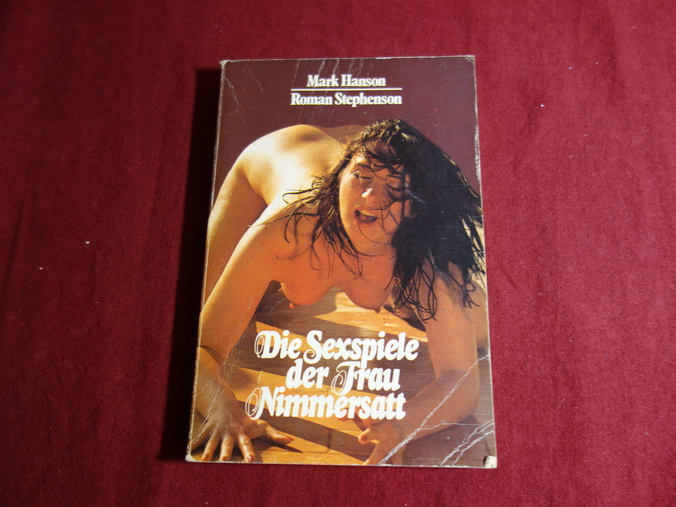 Mark Hanson
Roman Stephenson
Die Sexspiele
der Frau
Nimmersatt